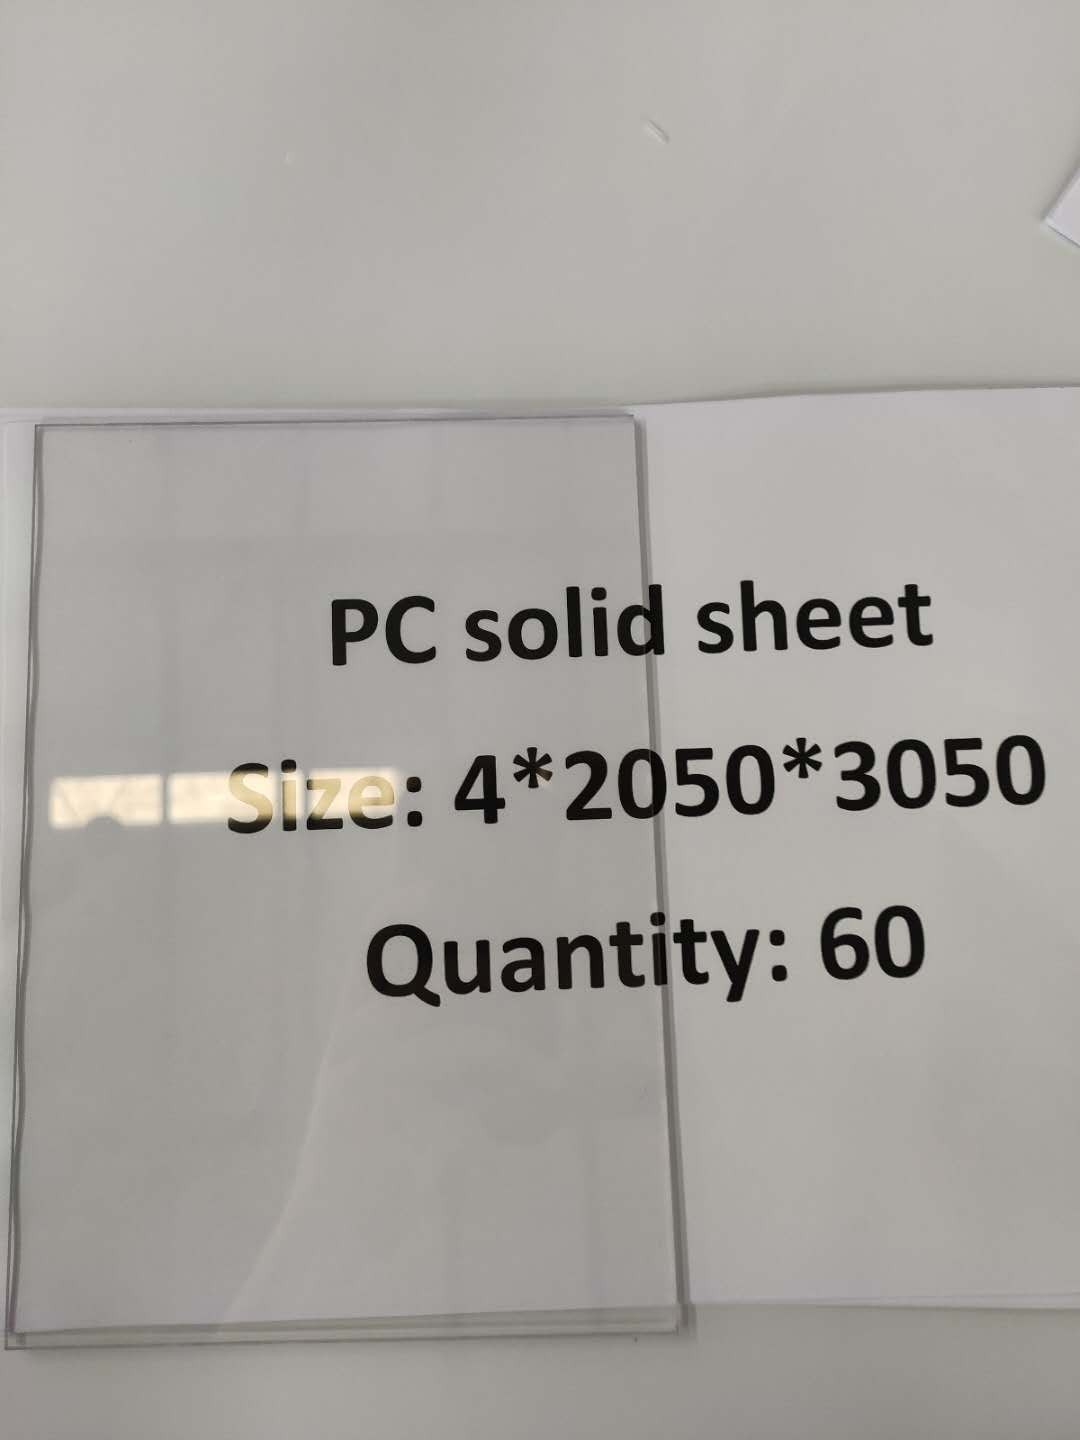 PC solid sheet
Size: 4*2050*3050
Quantity: 60